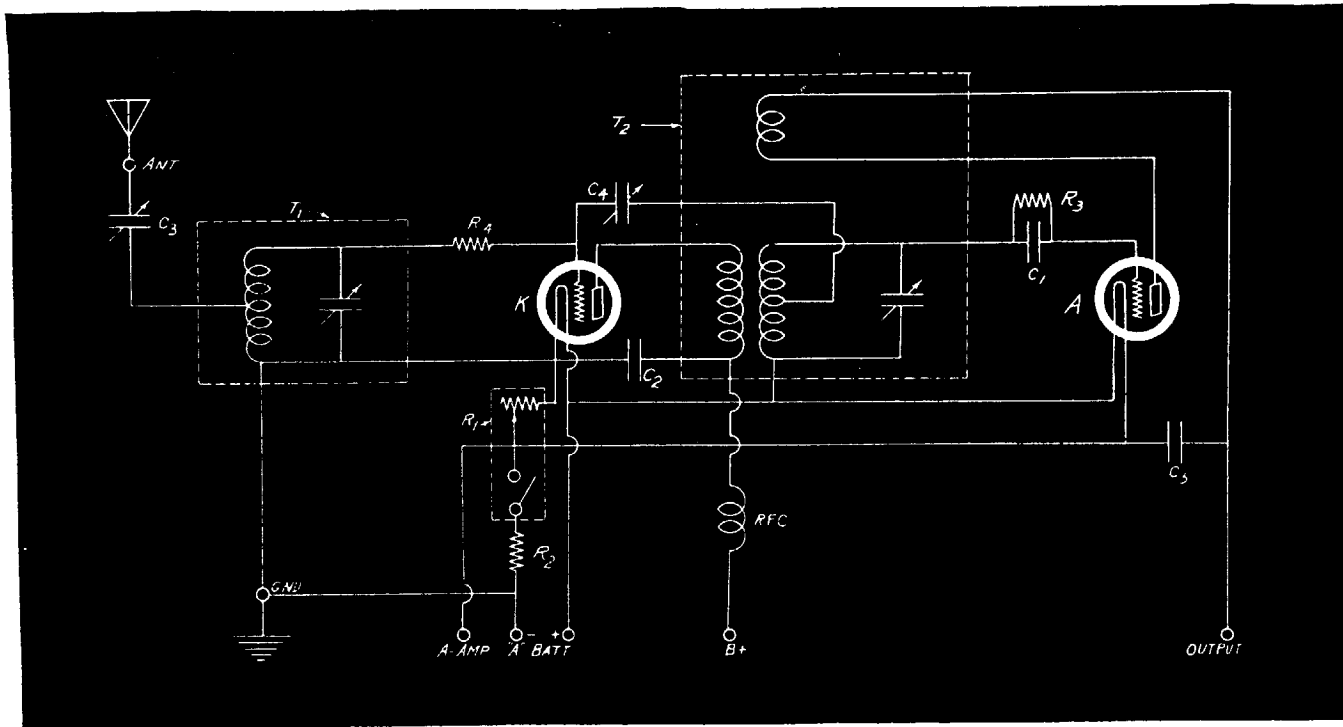 ANT
C3
T1
R4
K
C4
T2
R3
C1
A
C2
R1
R2
RFC
C5
GND
A-AMP
"A" - + BATT
B+
OUTPUT